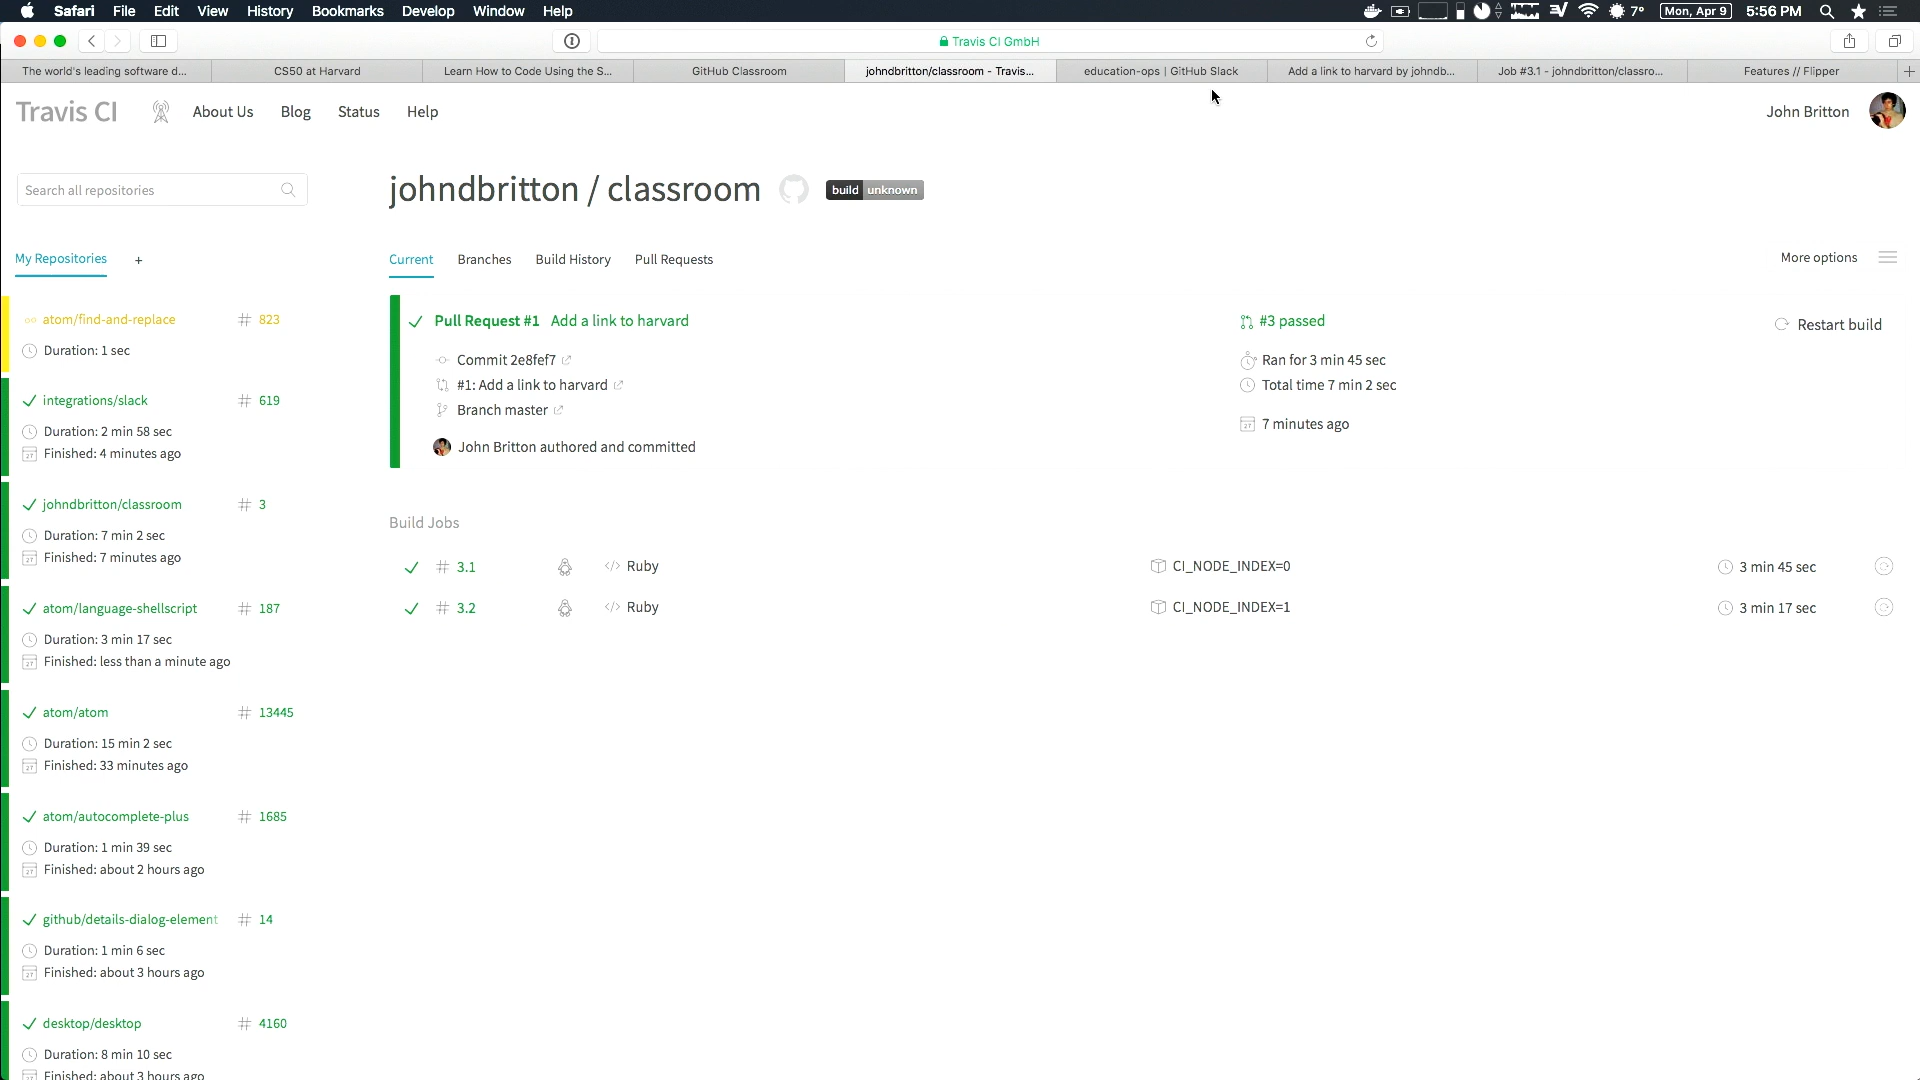 Safari File Edit View History Bookmarks Develop Window Help 7° Mon, Apr 9 5:56 PM
Travis CI GmbH
The world's leading software d... CS50 at Harvard Learn How to Code Using the S... GitHub Classroom johndbritton/classroom - Travis... education-ops | GitHub Slack Add a link to harvard by johndb... Job #3.1 - johndbritton/classro... Features // Flipper
Travis CI About Us Blog Status Help John Britton
Search all repositories
johndbritton / classroom build unknown
My Repositories +
Current Branches Build History Pull Requests More options
atom/find-and-replace # 823
Duration: 1 sec
integrations/slack # 619
Duration: 2 min 58 sec
Finished: 4 minutes ago
johndbritton/classroom # 3
Duration: 7 min 2 sec
Finished: 7 minutes ago
atom/language-shellscript # 187
Duration: 3 min 17 sec
Finished: less than a minute ago
atom/atom # 13445
Duration: 15 min 2 sec
Finished: 33 minutes ago
atom/autocomplete-plus # 1685
Duration: 1 min 39 sec
Finished: about 2 hours ago
github/details-dialog-element # 14
Duration: 1 min 6 sec
Finished: about 3 hours ago
desktop/desktop # 4160
Duration: 8 min 10 sec
Finished: about 3 hours ago
Pull Request #1 Add a link to harvard
#3 passed
Restart build
Commit 2e8fef7
Ran for 3 min 45 sec
#1: Add a link to harvard
Total time 7 min 2 sec
Branch master
7 minutes ago
John Britton authored and committed
Build Jobs
# 3.1 </> Ruby CI_NODE_INDEX=0 3 min 45 sec
# 3.2 </> Ruby CI_NODE_INDEX=1 3 min 17 sec